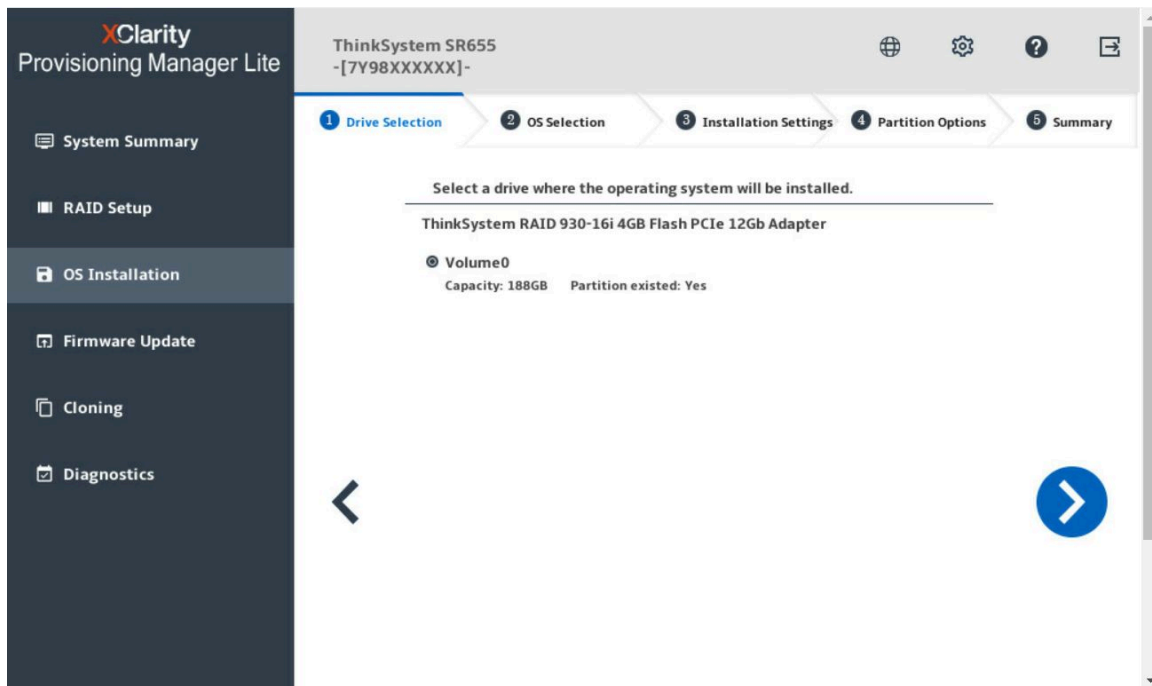 XClarity
Provisioning Manager Lite
ThinkSystem SR655
-[7Y98XXXXXX]-
?
System Summary
RAID Setup
OS Installation
Firmware Update
Cloning
Diagnostics
1 Drive Selection
2 OS Selection
3 Installation Settings
4 Partition Options
5 Summary
Select a drive where the operating system will be installed.
ThinkSystem RAID 930-16i 4GB Flash PCIe 12Gb Adapter
Volume0
Capacity: 188GB Partition existed: Yes